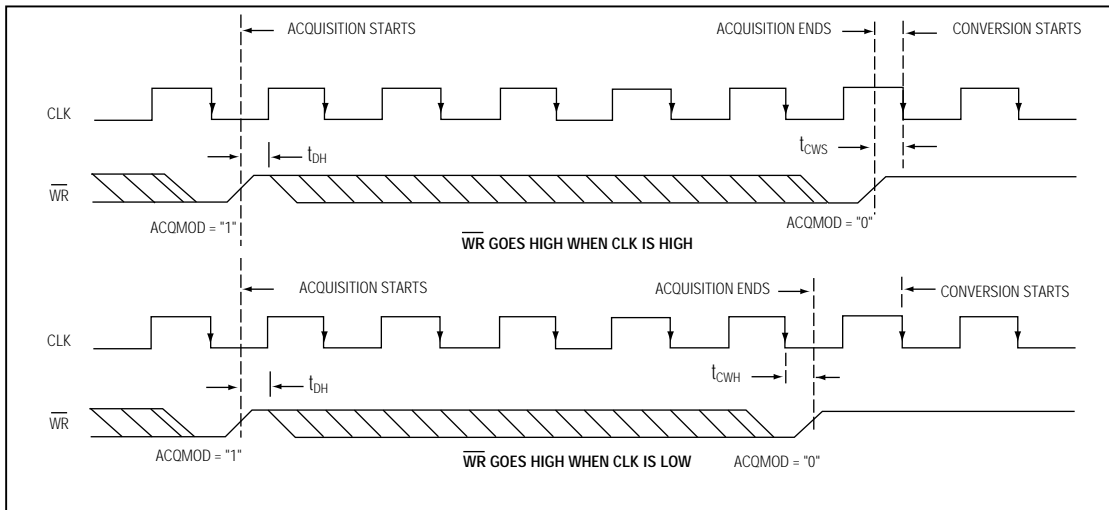 ACQUISITION STARTS
ACQUISITION ENDS
CONVERSION STARTS
CLK
tDH
tCWS
WR
ACQMOD = "1"
ACQMOD = "0"
WR GOES HIGH WHEN CLK IS HIGH
ACQUISITION STARTS
ACQUISITION ENDS
CONVERSION STARTS
CLK
tCWH
tDH
WR
ACQMOD = "1"
WR GOES HIGH WHEN CLK IS LOW
ACQMOD = "0"